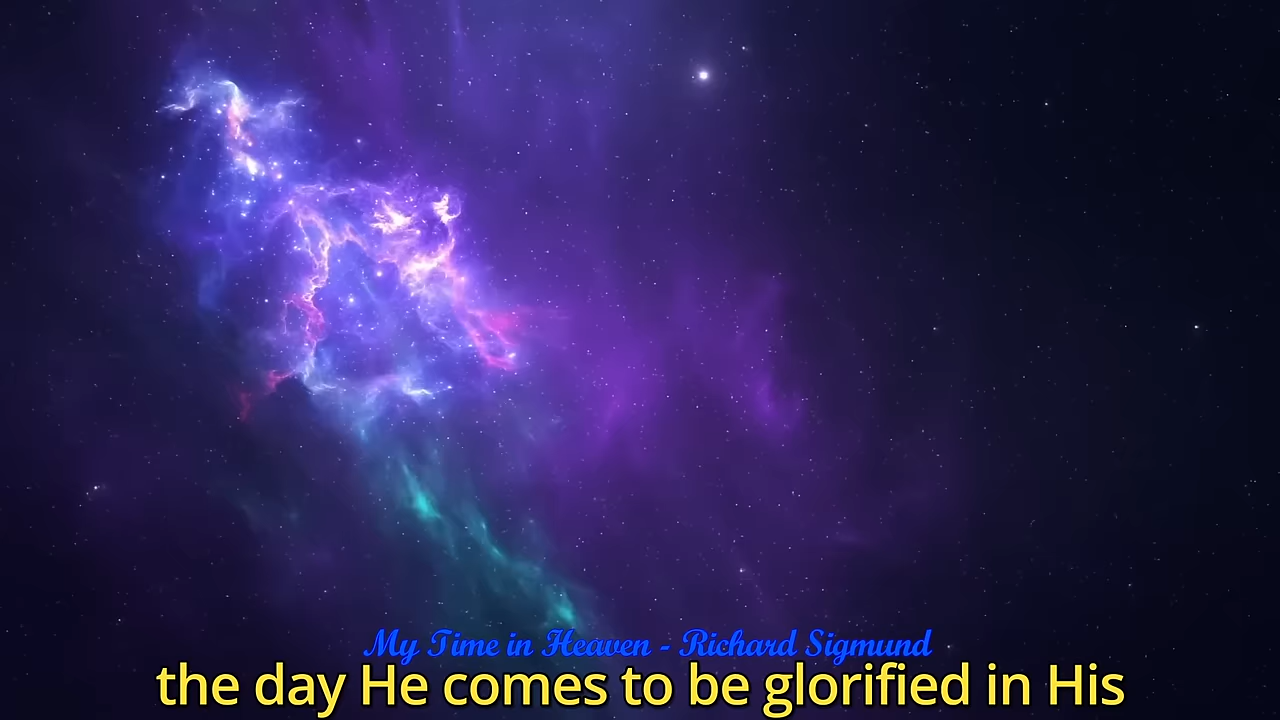 My Time in Heaven - Richard Sigmund
the day He comes to be glorified in His